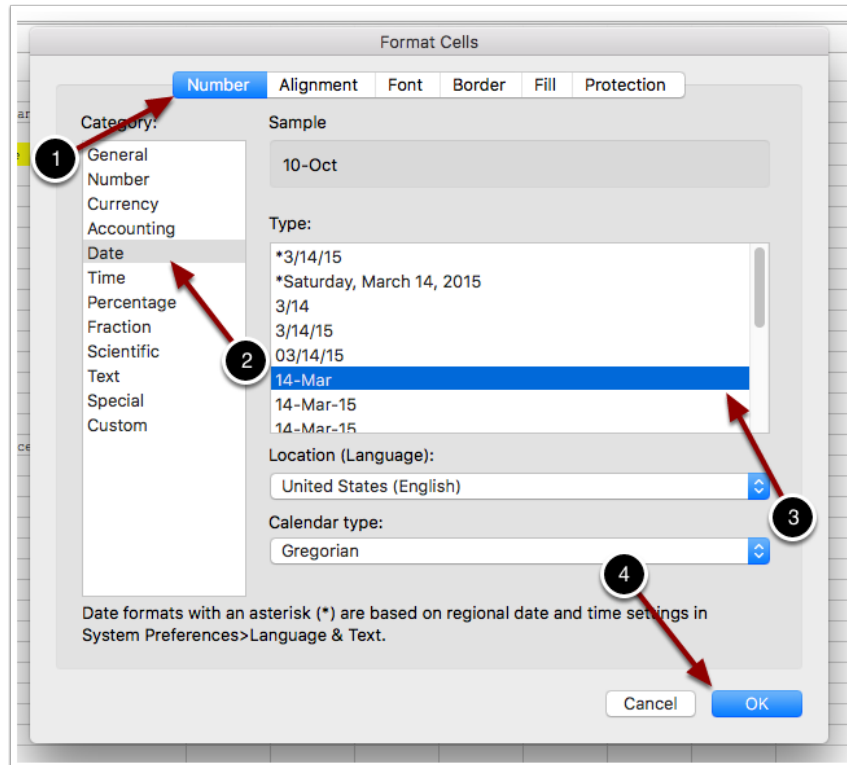 Format Cells
Number Alignment Font Border Fill Protection
Category:
Sample
1
General
Number
Currency
Accounting
Date
Time
Percentage
Fraction
Scientific
Text
Special
Custom
10-Oct
Type:
*3/14/15
*Saturday, March 14, 2015
3/14
3/14/15
03/14/15
14-Mar
14-Mar-15
14-Mar-15
2
Location (Language):
United States (English)
3
Calendar type:
Gregorian
4
Date formats with an asterisk (*) are based on regional date and time settings in
System Preferences>Language & Text.
Cancel OK